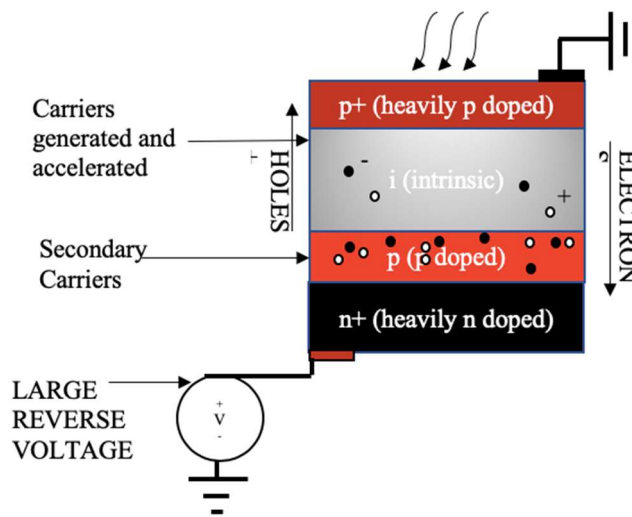 p+ (heavily p doped)
Carriers
generated and
accelerated
HOLES
+
-
i (intrinsic)
+
ELECTRON
S
Secondary
Carriers
p (p doped)
n+ (heavily n doped)
LARGE
REVERSE
VOLTAGE
+
V
-